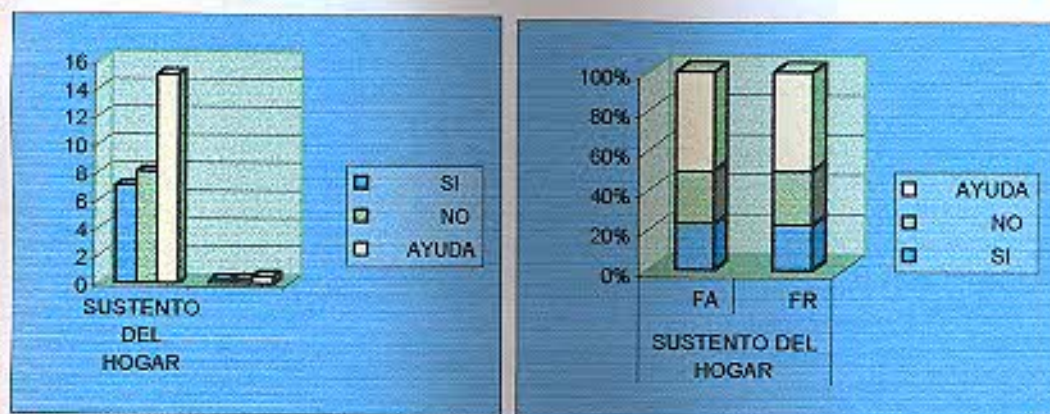 16
14
12
10
8
6
4
2
0
SUSTENTO
DEL
HOGAR
SI
NO
AYUDA
100%
80%
60%
40%
20%
0%
FA
FR
SUSTENTO DEL
HOGAR
AYUDA
NO
SI